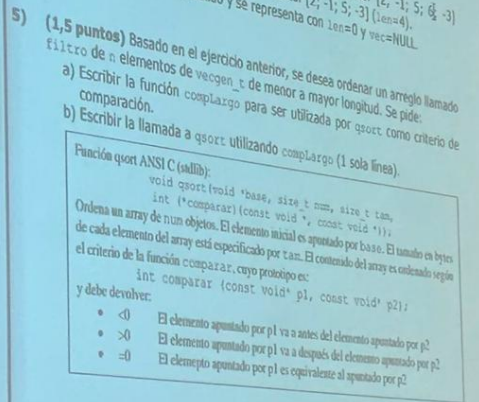 [2, -1; 5; 6; -3]
[2; -1; 5; -3] (len=4).
y se representa con len=0 y vec=NULL.
5) (1,5 puntos) Basado en el ejercicio anterior, se desea ordenar un arreglo llamado
filtro de n elementos de vecgen_t de menor a mayor longitud. Se pide:
a) Escribir la función compLargo para ser utilizada por qsort como criterio de
comparación.
b) Escribir la llamada a qsort utilizando compLargo (1 sola línea).
Función qsort ANSI C (stdlib):
void qsort(void *base, size_t num, size_t tam,
int (*comparar)(const void *, const void *));
Ordena un array de num objetos. El elemento inicial es apuntado por base. El tamaño en bytes
de cada elemento del array está especificado por tam. El contenido del array es ordenado según
el criterio de la función comparar, cuyo prototipo es:
int comparar (const void* p1, const void* p2);
y debe devolver:
• <0 El elemento apuntado por p1 va a antes del elemento apuntado por p2
• >0 El elemento apuntado por p1 va a después del elemento apuntado por p2
• =0 El elemento apuntado por p1 es equivalente al apuntado por p2